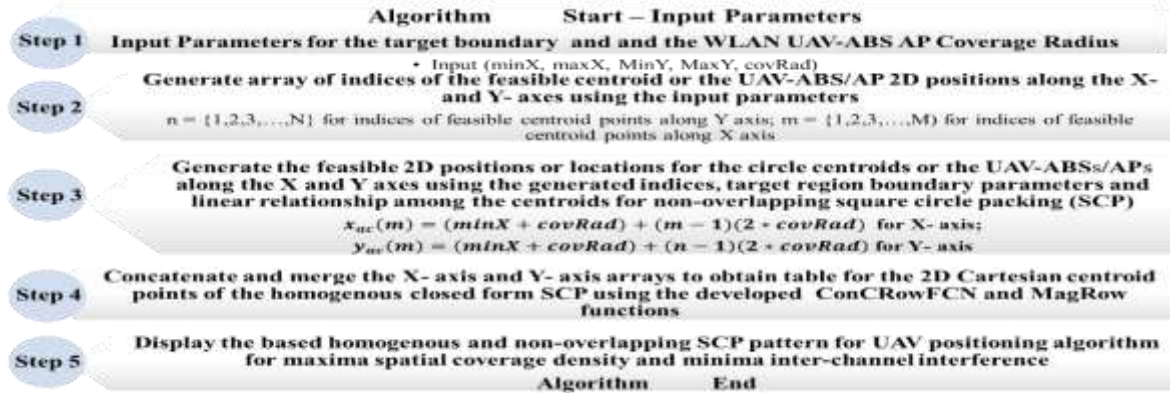 Algorithm Start – Input Parameters
Step 1
Input Parameters for the target boundary and and the WLAN UAV-ABS AP Coverage Radius
• Input (minX, maxX, MinY, MaxY, covRad)
Step 2
Generate array of indices of the feasible centroid or the UAV-ABS/AP 2D positions along the X-
and Y- axes using the input parameters
n = {1,2,3,...,N} for indices of feasible centroid points along Y axis; m = {1,2,3,...,M) for indices of feasible
centroid points along X axis
Step 3
Generate the feasible 2D positions or locations for the circle centroids or the UAV-ABSs/APs
along the X and Y axes using the generated indices, target region boundary parameters and
linear relationship among the centroids for non-overlapping square circle packing (SCP)
x_ac(m) = (minX + covRad) + (m − 1)(2 * covRad) for X- axis;
y_ac(m) = (minX + covRad) + (n − 1)(2 * covRad) for Y- axis
Step 4
Concatenate and merge the X- axis and Y- axis arrays to obtain table for the 2D Cartesian centroid
points of the homogenous closed form SCP using the developed ConCRowFCN and MagRow
functions
Step 5
Display the based homogenous and non-overlapping SCP pattern for UAV positioning algorithm
for maxima spatial coverage density and minima inter-channel interference
Algorithm End